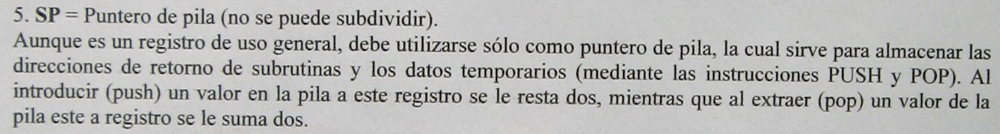 5. SP = Puntero de pila (no se puede subdividir).
Aunque es un registro de uso general, debe utilizarse sólo como puntero de pila, la cual sirve para almacenar las
direcciones de retorno de subrutinas y los datos temporarios (mediante las instrucciones PUSH y POP). Al
introducir (push) un valor en la pila a este registro se le resta dos, mientras que al extraer (pop) un valor de la
pila este a registro se le suma dos.